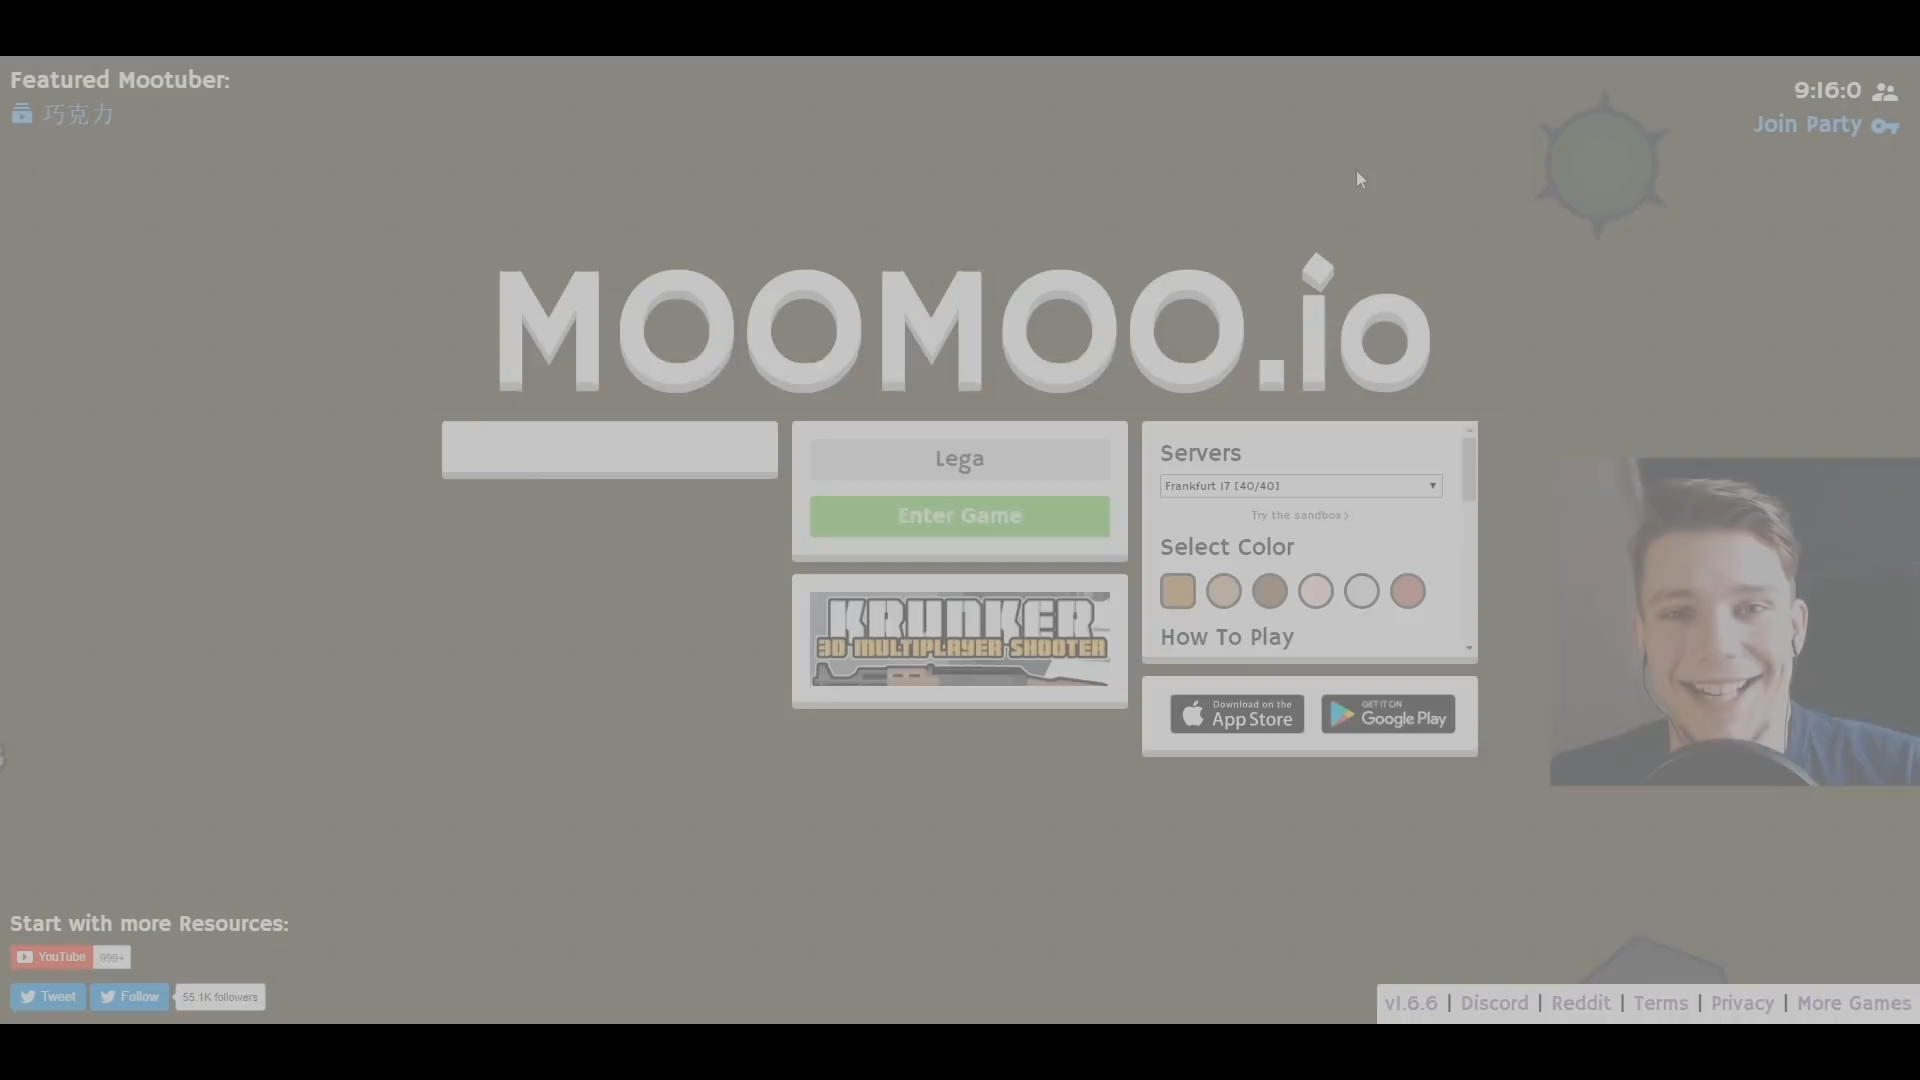 Featured Mootuber:
巧克力
9:16:0
Join Party
MOOMOO.io
Lega
Enter Game
KRUNKER
3D MULTIPLAYER SHOOTER
Servers
Frankfurt 17 [40/40]
Try the sandbox>
Select Color
How To Play
Download on the
App Store
GET IT ON
Google Play
Start with more Resources:
YouTube 999+
Tweet Follow 55.1K followers
v1.6.6 | Discord | Reddit | Terms | Privacy | More Games